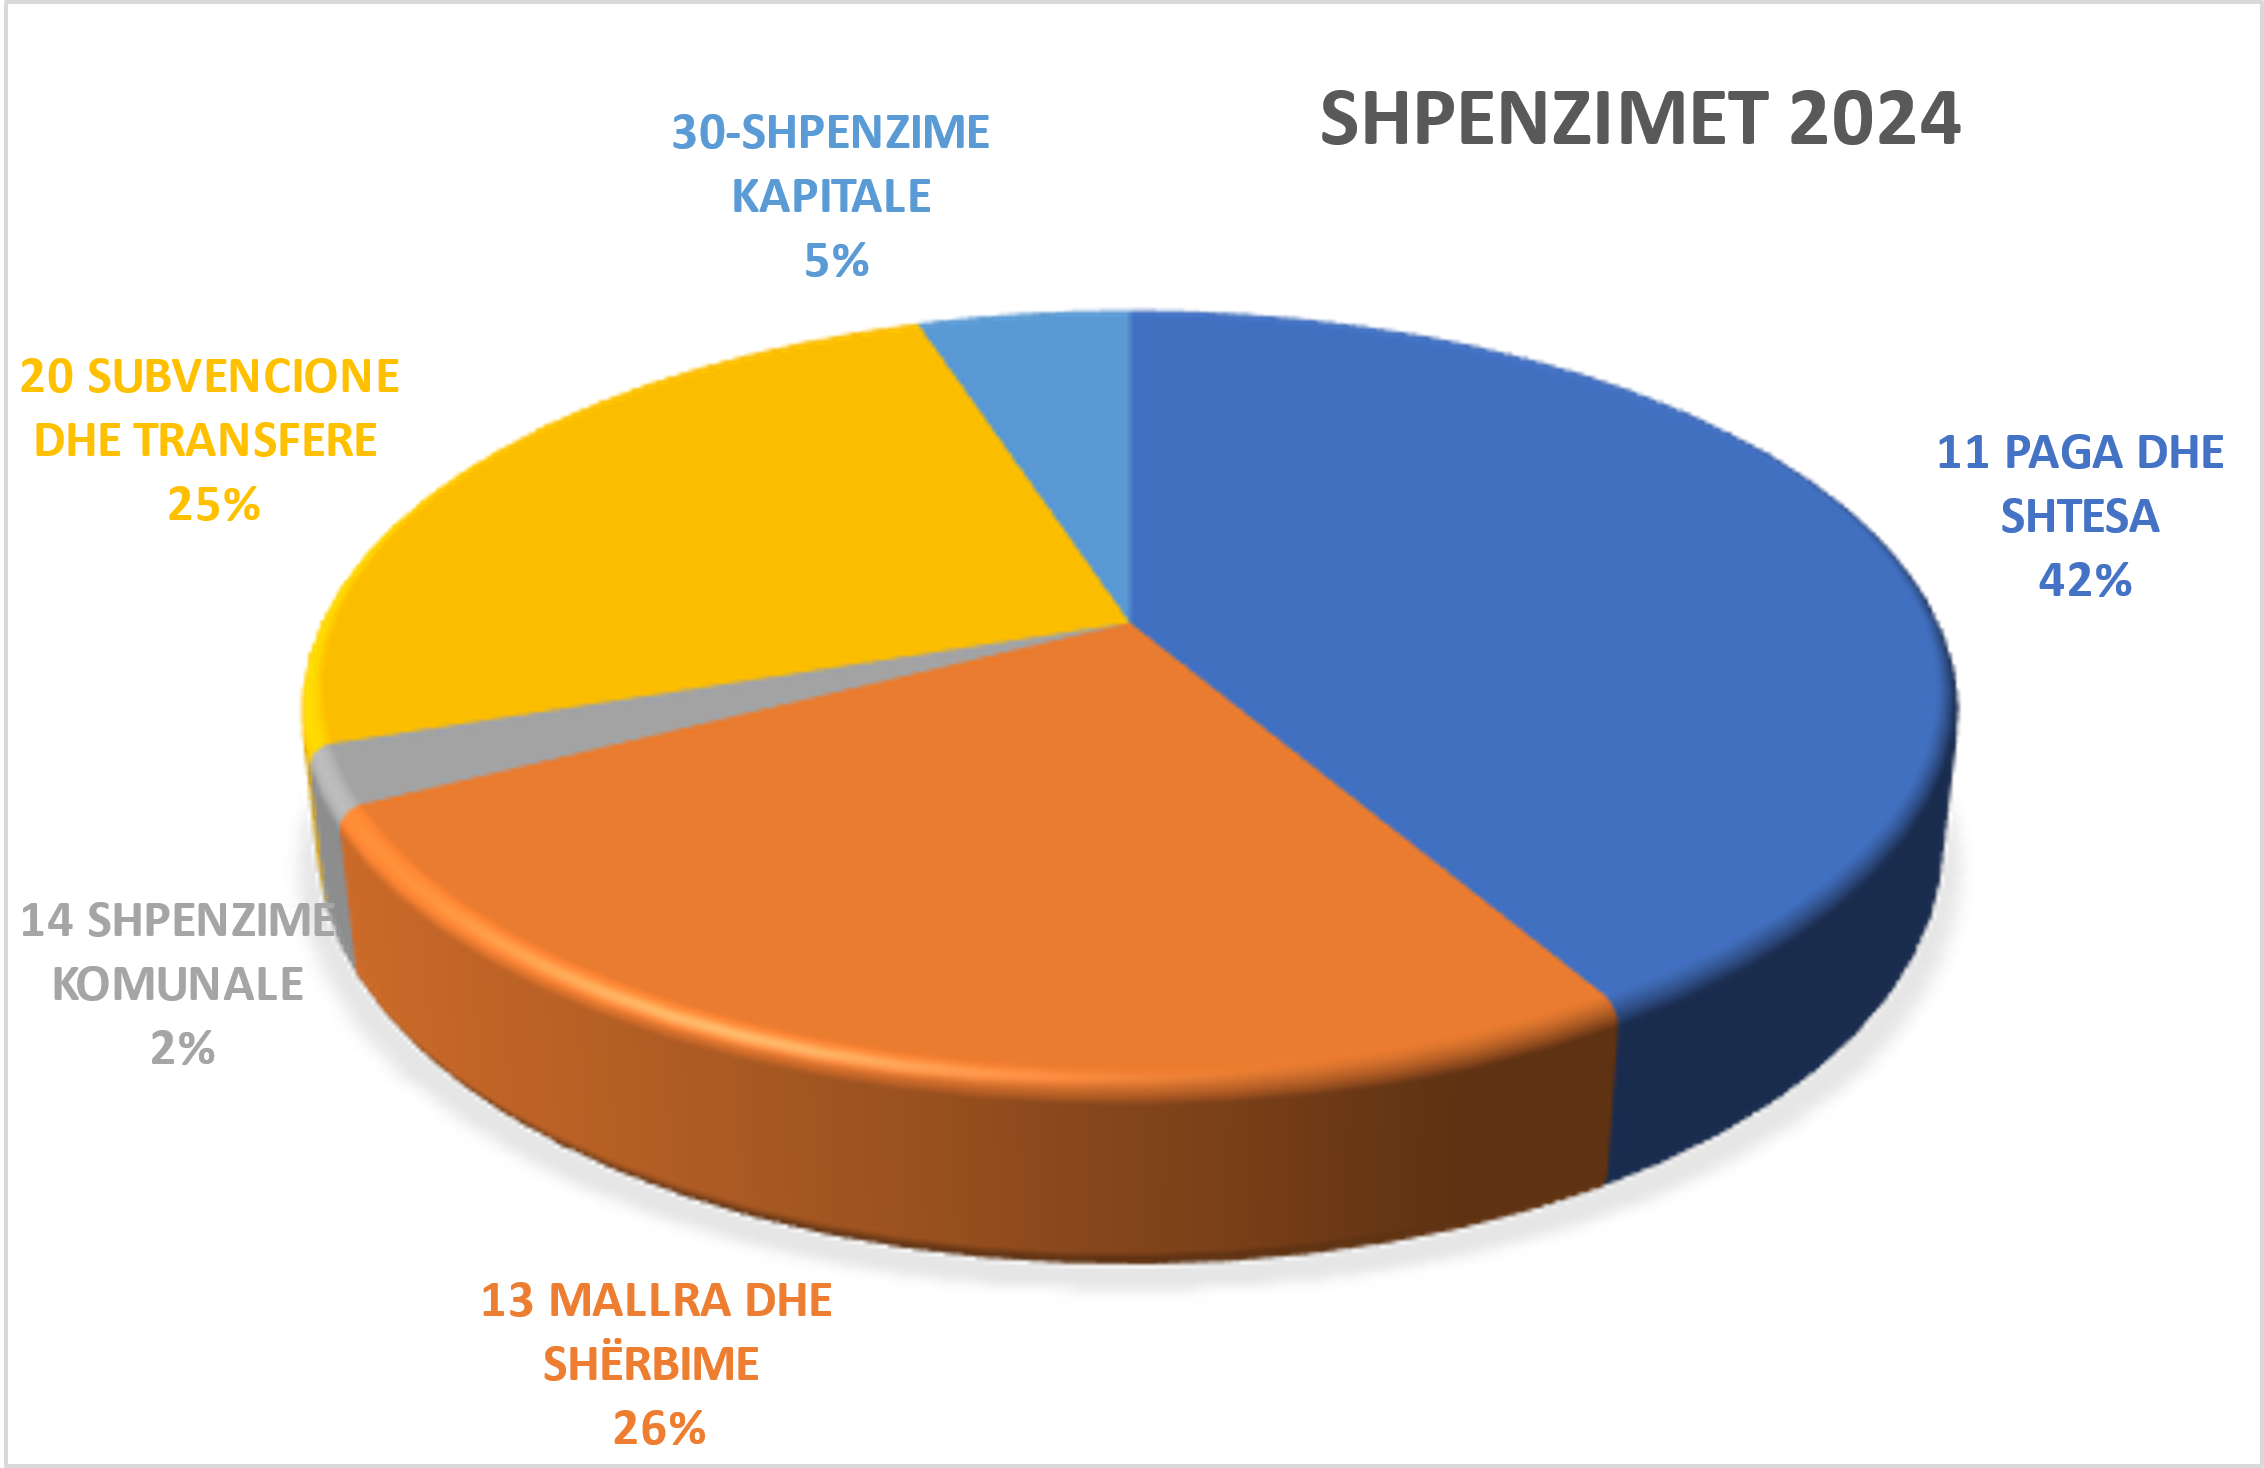 SHPENZIMET 2024
30-SHPENZIME
KAPITALE
5%
20 SUBVENCIONE
DHE TRANSFERE
25%
11 PAGA DHE
SHTESA
42%
14 SHPENZIME
KOMUNALE
2%
13 MALLRA DHE
SHËRBIME
26%